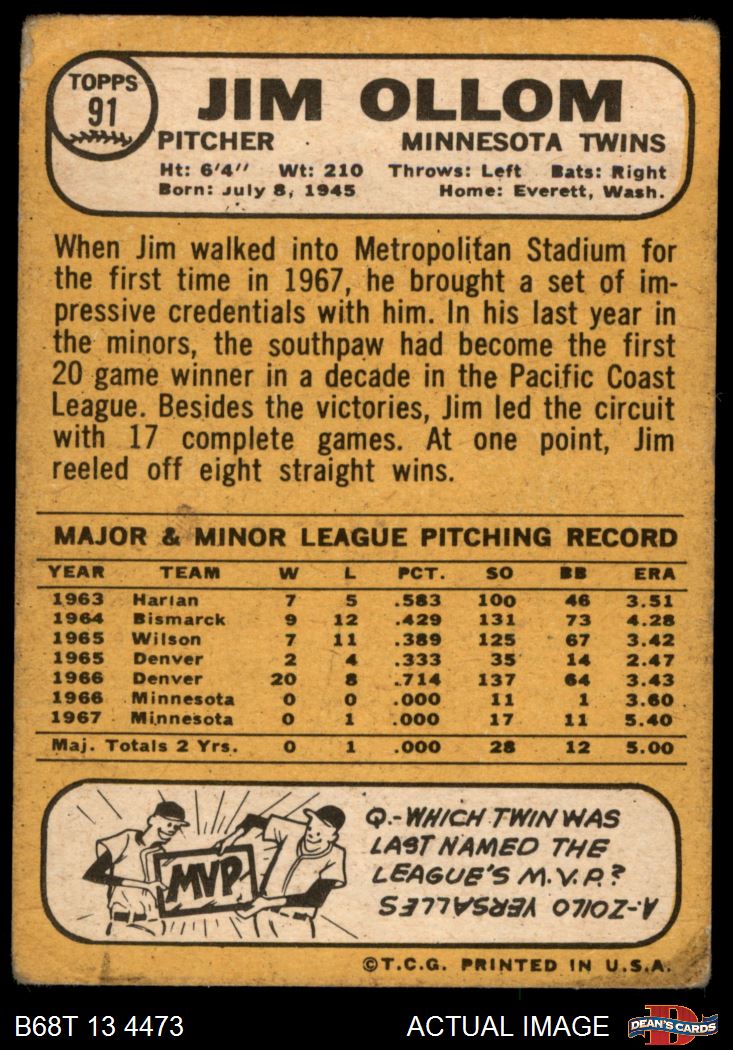 TOPPS
91
JIM OLLOM
PITCHER MINNESOTA TWINS
Ht: 6'4'' Wt: 210 Throws: Left Bats: Right
Born: July 8, 1945 Home: Everett, Wash.
When Jim walked into Metropolitan Stadium for
the first time in 1967, he brought a set of im-
pressive credentials with him. In his last year in
the minors, the southpaw had become the first
20 game winner in a decade in the Pacific Coast
League. Besides the victories, Jim led the circuit
with 17 complete games. At one point, Jim
reeled off eight straight wins.
MAJOR & MINOR LEAGUE PITCHING RECORD
YEAR TEAM W L PCT. SO BB ERA
1963 Harlan 7 5 .583 100 46 3.51
1964 Bismarck 9 12 .429 131 73 4.28
1965 Wilson 7 11 .389 125 67 3.42
1965 Denver 2 4 .333 35 14 2.47
1966 Denver 20 8 .714 137 64 3.43
1966 Minnesota 0 0 .000 11 1 3.60
1967 Minnesota 0 1 .000 17 11 5.40
Maj. Totals 2 Yrs. 0 1 .000 28 12 5.00
MVP
Q.-WHICH TWIN WAS
LAST NAMED THE
LEAGUE'S M.V.P.?
A-ZOILO VERSALLES
©T.C.G. PRINTED IN U.S.A.
B68T 13 4473 ACTUAL IMAGE
D
DEAN'S CARDS